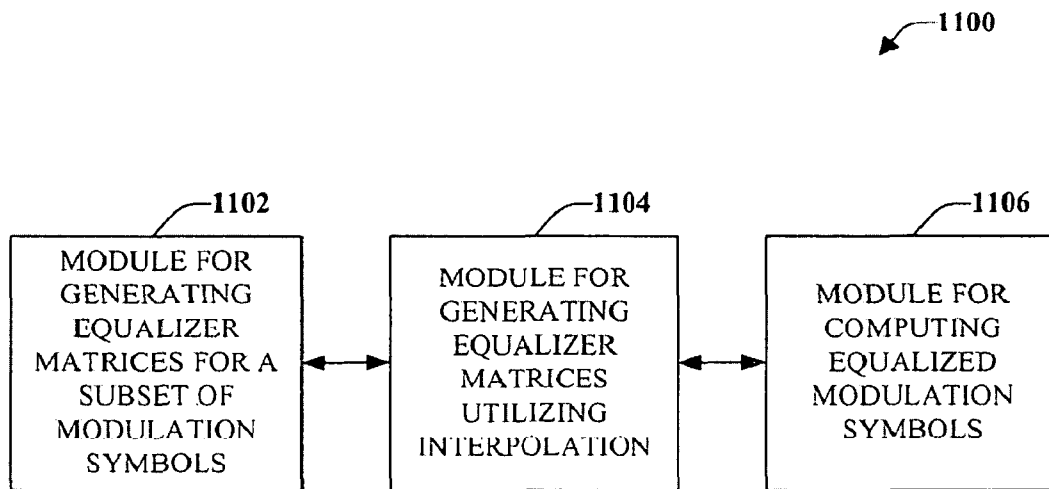 1100
1102
1104
1106
MODULE FOR
GENERATING
EQUALIZER
MATRICES FOR A
SUBSET OF
MODULATION
SYMBOLS
MODULE FOR
GENERATING
EQUALIZER
MATRICES
UTILIZING
INTERPOLATION
MODULE FOR
COMPUTING
EQUALIZED
MODULATION
SYMBOLS